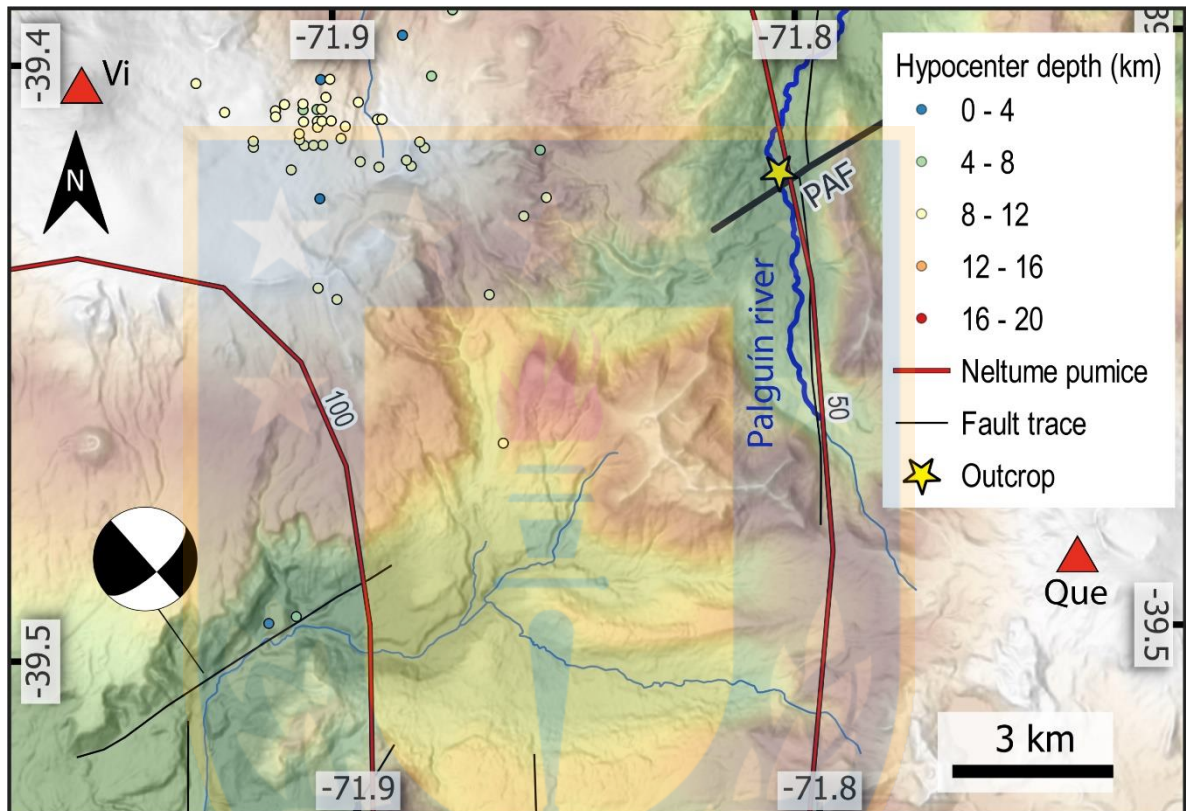 -71.9
-71.8
-39.4
Vi
N
Hypocenter depth (km)
0 - 4
4 - 8
8 - 12
12 - 16
16 - 20
Neltume pumice
Fault trace
Outcrop
PAF
Palguín river
100
50
Que
-39.5
-39.5
3 km
-71.9
-71.8